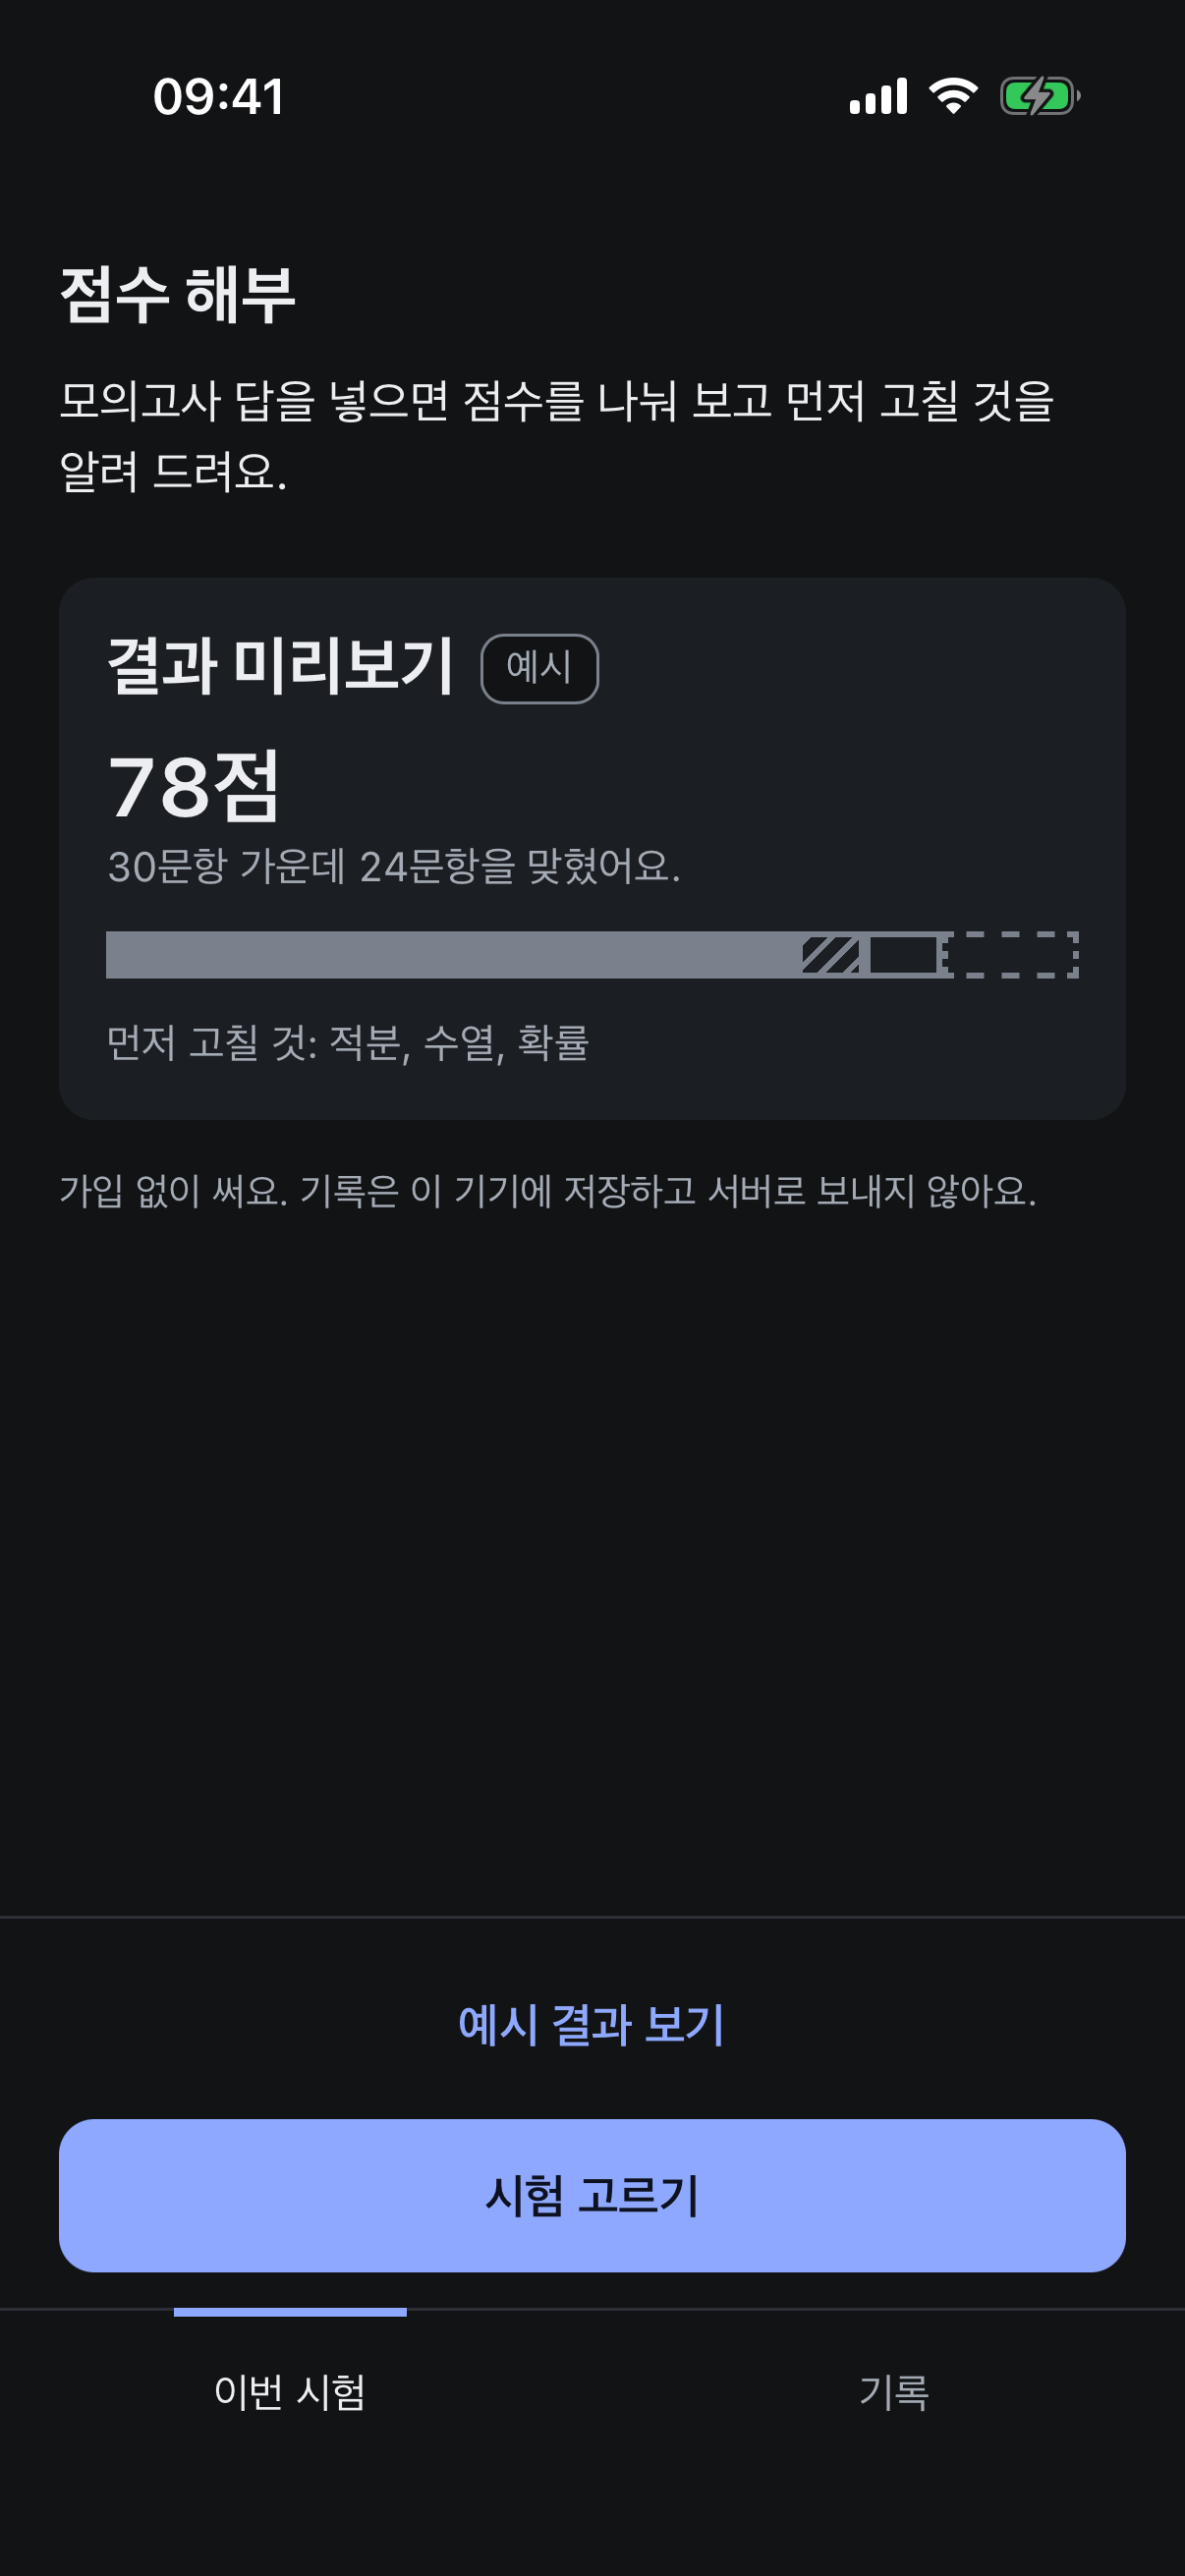 09:41
점수 해부
모의고사 답을 넣으면 점수를 나눠 보고 먼저 고칠 것을
알려 드려요.
결과 미리보기 예시
78점
30문항 가운데 24문항을 맞혔어요.
먼저 고칠 것: 적분, 수열, 확률
가입 없이 써요. 기록은 이 기기에 저장하고 서버로 보내지 않아요.
예시 결과 보기
시험 고르기
이번 시험 기록